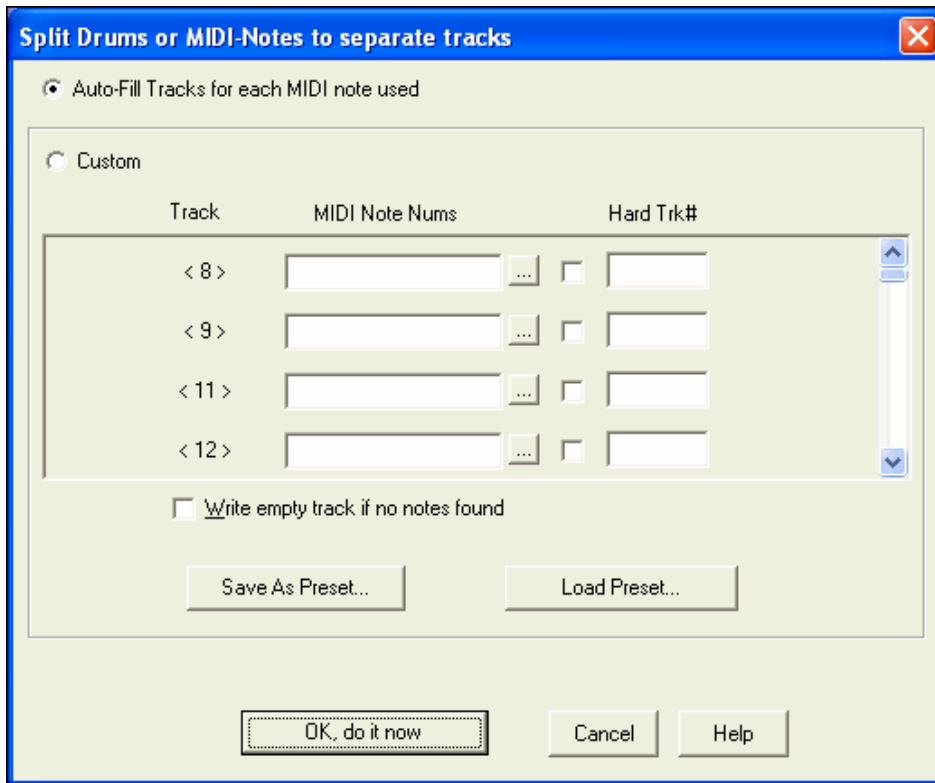 Split Drums or MIDI-Notes to separate tracks
Auto-Fill Tracks for each MIDI note used
Custom
Track MIDI Note Nums Hard Trk#
< 8 > ...
< 9 > ...
< 11 > ...
< 12 > ...
Write empty track if no notes found
Save As Preset... Load Preset...
OK, do it now Cancel Help